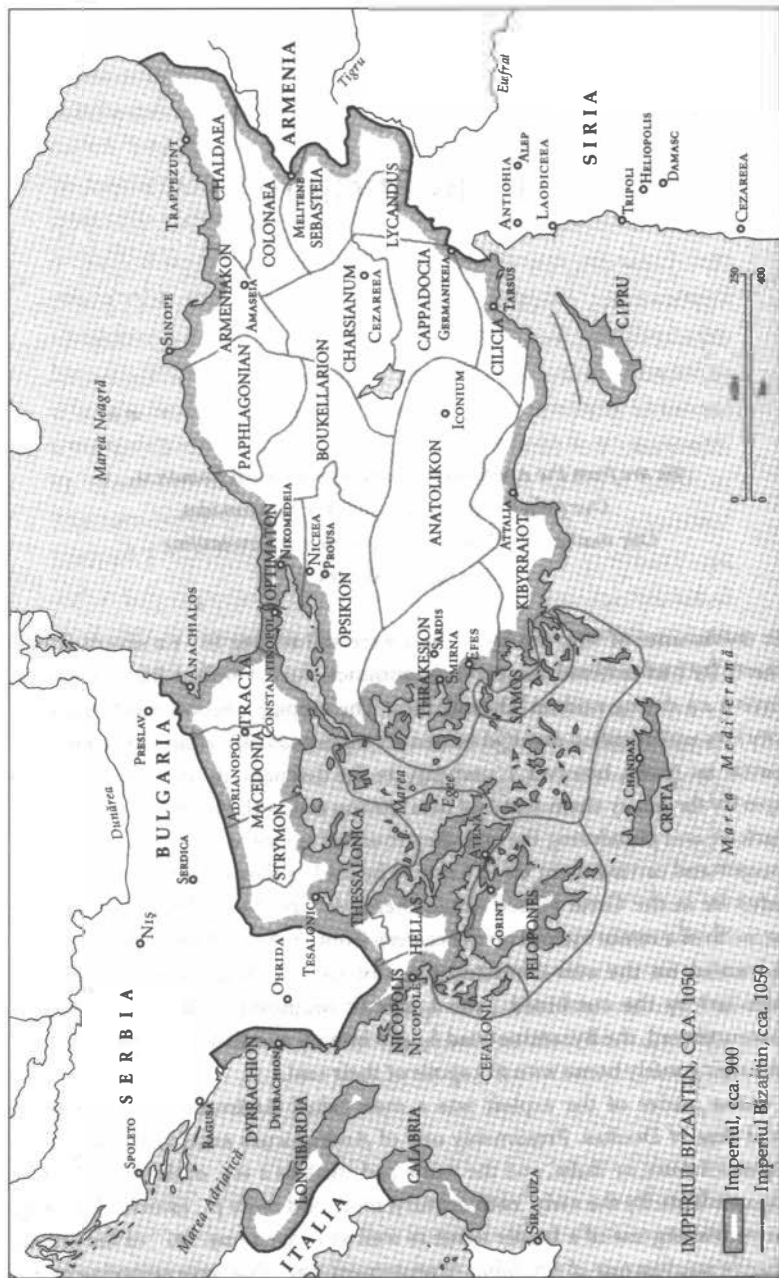 Marea Neagră
Dunărea
SERBIA
BULGARIA
ARMENIA
Tigru
Eufrat
SIRIA
Marea Adriatică
ITALIA
Marea Egee
Marea Mediterană
SPOLETO
RAGUSA
NIȘ
SERDICA
PRESLAV
ANACHIALOS
SINOPE
TRAPPEZUNT
DYRRACHION
DYRRACHION
OHRIDA
TESALONIC
STRYMON
MACEDONIA
ADRIANOPOL
TRACIA
CONSTANTINOPOL
OPTIMATON
NIKOMEDEIA
NICEEA
PROUSA
PAPHLAGONIAN
ARMENIAKON
AMASEIA
CHALDAEA
COLONAEA
MELITENE
SEBASTEIA
LYCANDUS
BOUKELLARION
CHARSIANUM
CEZAREEA
CAPPADOCIA
GERMANIKEIA
OPSIKION
ANATOLIKON
ICONIUM
CILICIA
TARSUS
THRAKESION
SARDIS
SMIRNA
EFES
SAMOS
ATTALIA
KIBYRRAIOT
ANTIOHIA
ALEP
LAODICEEA
TRIPOLI
HELIOPOLIS
DAMASC
CEZAREEA
CIPRU
LONGIBARDIA
CALABRIA
SIRACUZA
NICOPOLIS
NICOPOLE
THESSALONICA
HELLAS
ATENA
CORINT
CEFALONIA
PELOPONES
CHANDAX
CRETA
IMPERIUL BIZANTIN, CCA. 1050
Imperiul, cca. 900
Imperiul Bizantin, cca. 1050
0 250
0 400